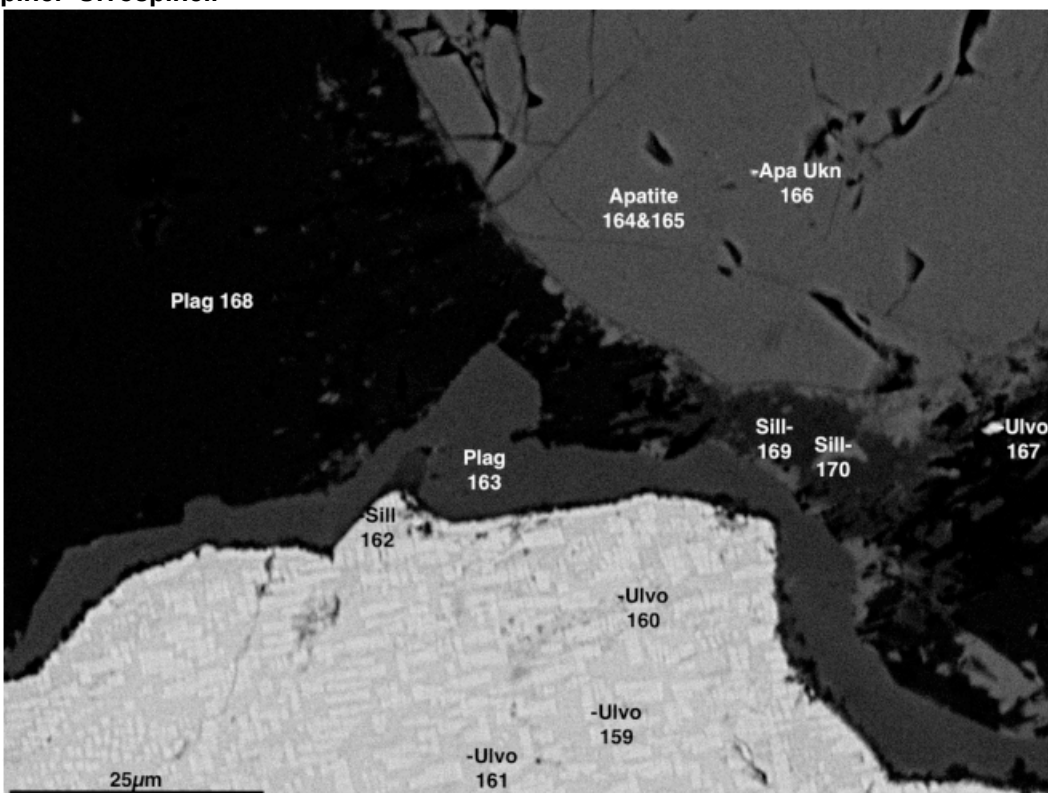 -Apa Ukn
166
Apatite
164&165
Plag 168
Sill-
169
Sill-
170
-Ulvo
167
Plag
163
-Sill
162
-Ulvo
160
-Ulvo
159
-Ulvo
161
25µm